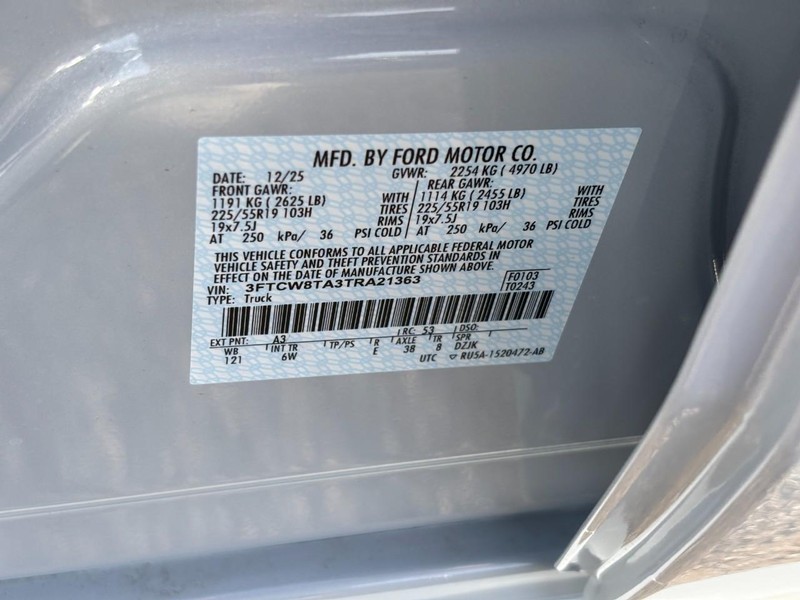 MFD. BY FORD MOTOR CO.
DATE: 12/25 GVWR: 2254 KG ( 4970 LB)
FRONT GAWR: REAR GAWR:
1191 KG ( 2625 LB) WITH 1114 KG ( 2455 LB) WITH
225/55R19 103H TIRES 225/55R19 103H TIRES
19x7.5J RIMS 19x7.5J RIMS
AT 250 kPa/ 36 PSI COLD AT 250 kPa/ 36 PSI COLD
THIS VEHICLE CONFORMS TO ALL APPLICABLE FEDERAL MOTOR
VEHICLE SAFETY AND THEFT PREVENTION STANDARDS IN
EFFECT ON THE DATE OF MANUFACTURE SHOWN ABOVE.
VIN: 3FTCW8TA3TRA21363 F0103
TYPE: Truck T0243
EXT PNT: A3 RC: 53 DSO:
WB INT TR TP/PS R AXLE TR SPR
121 6W E 38 8 DZJK
UTC RU5A-1520472-AB